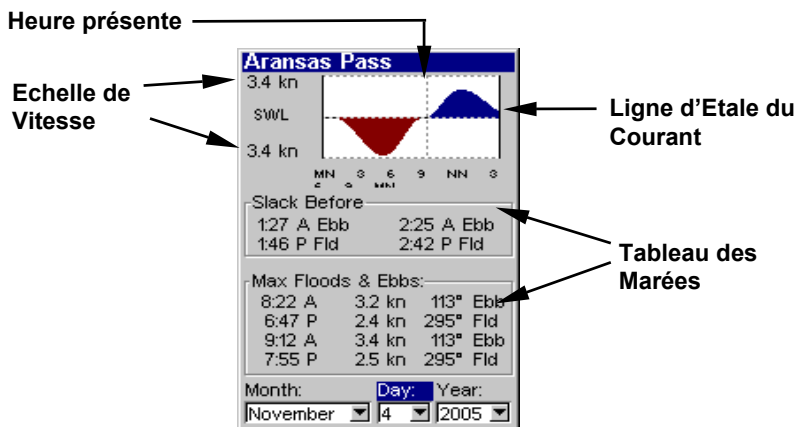 Heure présente
Echelle de
Vitesse
Ligne d'Etale du
Courant
Tableau des
Marées
Aransas Pass
3.4 kn
SWL
3.4 kn
MN 3 6 9 NN 3
Slack Before
1:27 A Ebb 2:25 A Ebb
1:46 P Fld 2:42 P Fld
Max Floods & Ebbs:
8:22 A 3.2 kn 113° Ebb
6:47 P 2.4 kn 295° Fld
9:12 A 3.4 kn 113° Ebb
7:55 P 2.5 kn 295° Fld
Month: Day: Year:
November 4 2005